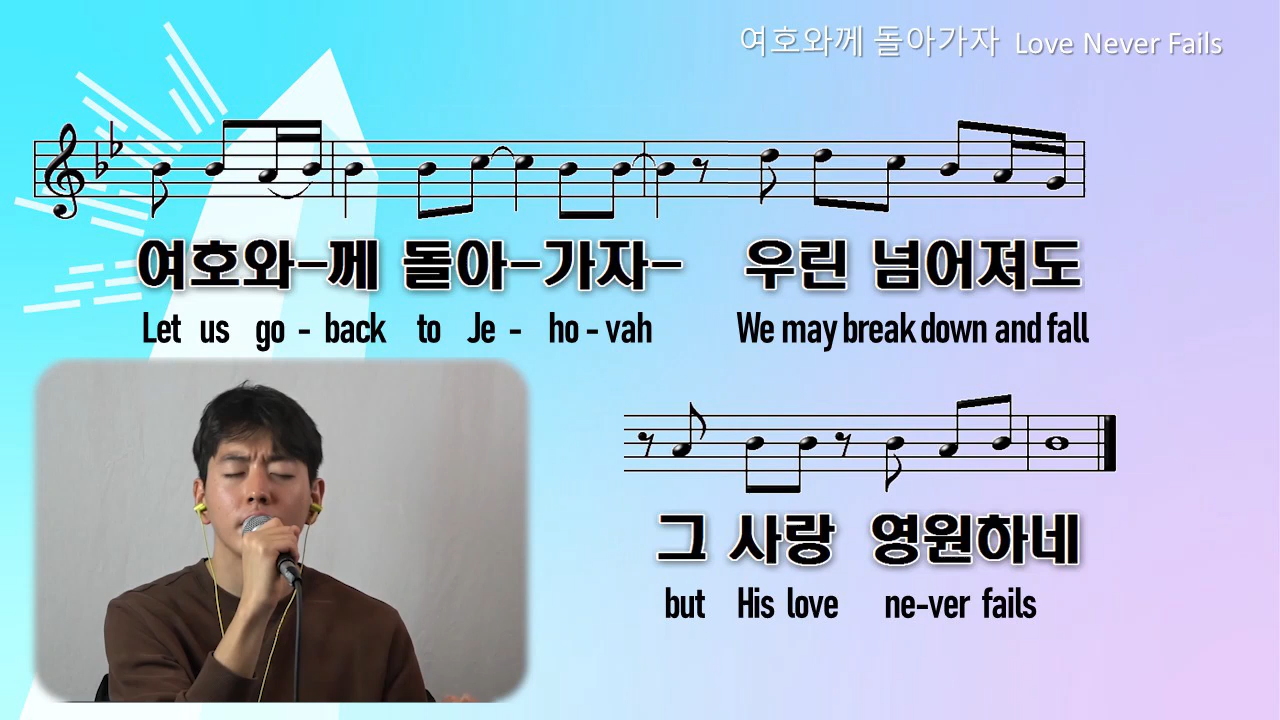 여호와께 돌아가자 Love Never Fails
여호와-께 돌아-가자- 우린 넘어져도
Let us go - back to Je - ho - vah We may break down and fall
그 사랑 영원하네
but His love ne-ver fails